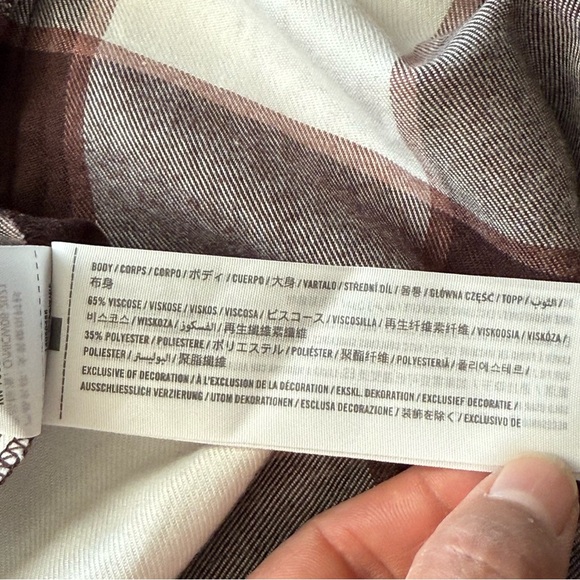 BODY / CORPS / CORPO / ボディ / CUERPO / 大身 / VARTALO / STŘEDNÍ DÍL / 몸통 / GŁÓWNA CZĘŚĆ / TOPP / الثوب /
布身
65% VISCOSE / VISKOSE / VISKOS / VISCOSA / ビスコース / VISCOSILLA / 再生纤维素纤维 / VISKOOSIA / VISKÓZA /
비스코스 / WISKOZA / الفسكوز / 再生纖維素纖維
35% POLYESTER / POLIESTERE / ポリエステル / POLIÉSTER / 聚酯纤维 / POLYESTERIÄ / 폴리에스테르 /
POLIESTER / البوليستر / 聚酯纖維
EXCLUSIVE OF DECORATION / À L'EXCLUSION DE LA DÉCORATION / EKSKL. DEKORATION / EXCLUSIEF DECORATIE /
AUSSCHLIESSLICH VERZIERUNG / UTOM DEKORATIONEN / ESCLUSA DECORAZIONE / 装飾を除く / EXCLUSIVO DE